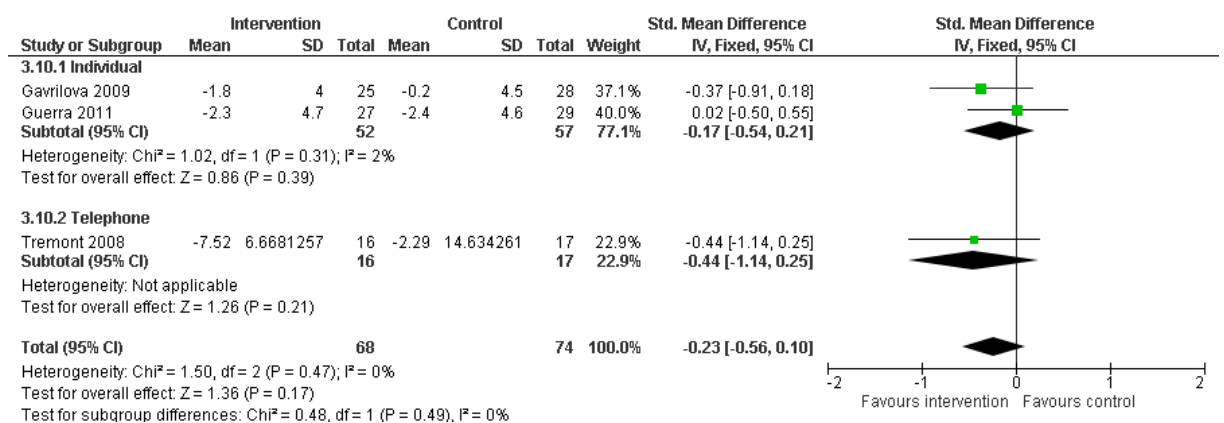 Intervention Control Std. Mean Difference Std. Mean Difference
Study or Subgroup Mean SD Total Mean SD Total Weight IV, Fixed, 95% CI IV, Fixed, 95% CI
3.10.1 Individual
Gavrilova 2009 -1.8 4 25 -0.2 4.5 28 37.1% -0.37 [-0.91, 0.18]
Guerra 2011 -2.3 4.7 27 -2.4 4.6 29 40.0% 0.02 [-0.50, 0.55]
Subtotal (95% CI) 52 57 77.1% -0.17 [-0.54, 0.21]
Heterogeneity: Chi² = 1.02, df = 1 (P = 0.31); I² = 2%
Test for overall effect: Z = 0.86 (P = 0.39)
3.10.2 Telephone
Tremont 2008 -7.52 6.6681257 16 -2.29 14.634261 17 22.9% -0.44 [-1.14, 0.25]
Subtotal (95% CI) 16 17 22.9% -0.44 [-1.14, 0.25]
Heterogeneity: Not applicable
Test for overall effect: Z = 1.26 (P = 0.21)
Total (95% CI) 68 74 100.0% -0.23 [-0.56, 0.10]
Heterogeneity: Chi² = 1.50, df = 2 (P = 0.47); I² = 0%
Test for overall effect: Z = 1.36 (P = 0.17)
Test for subgroup differences: Chi² = 0.48, df = 1 (P = 0.49), I² = 0%
-2 -1 0 1 2
Favours intervention Favours control